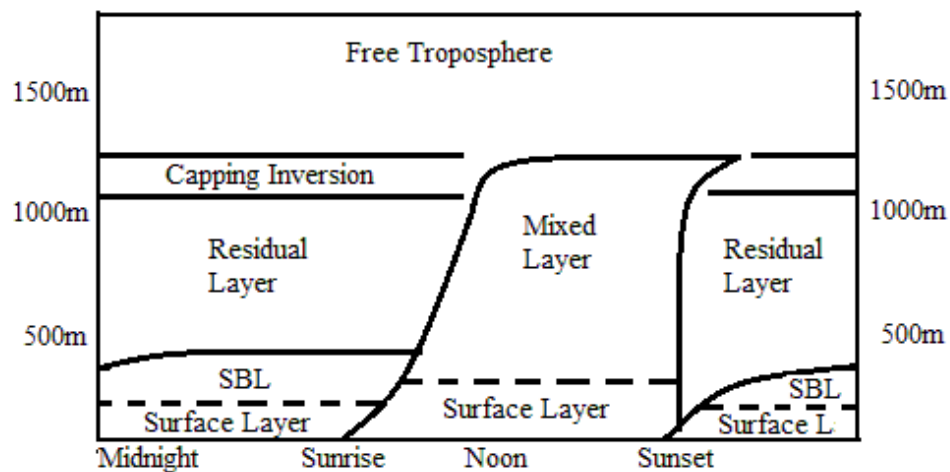 Free Troposphere
1500m
1500m
Capping Inversion
1000m
1000m
Mixed
Layer
Residual
Layer
Residual
Layer
500m
500m
SBL
SBL
Surface Layer
Surface Layer
Surface L
Midnight
Sunrise
Noon
Sunset